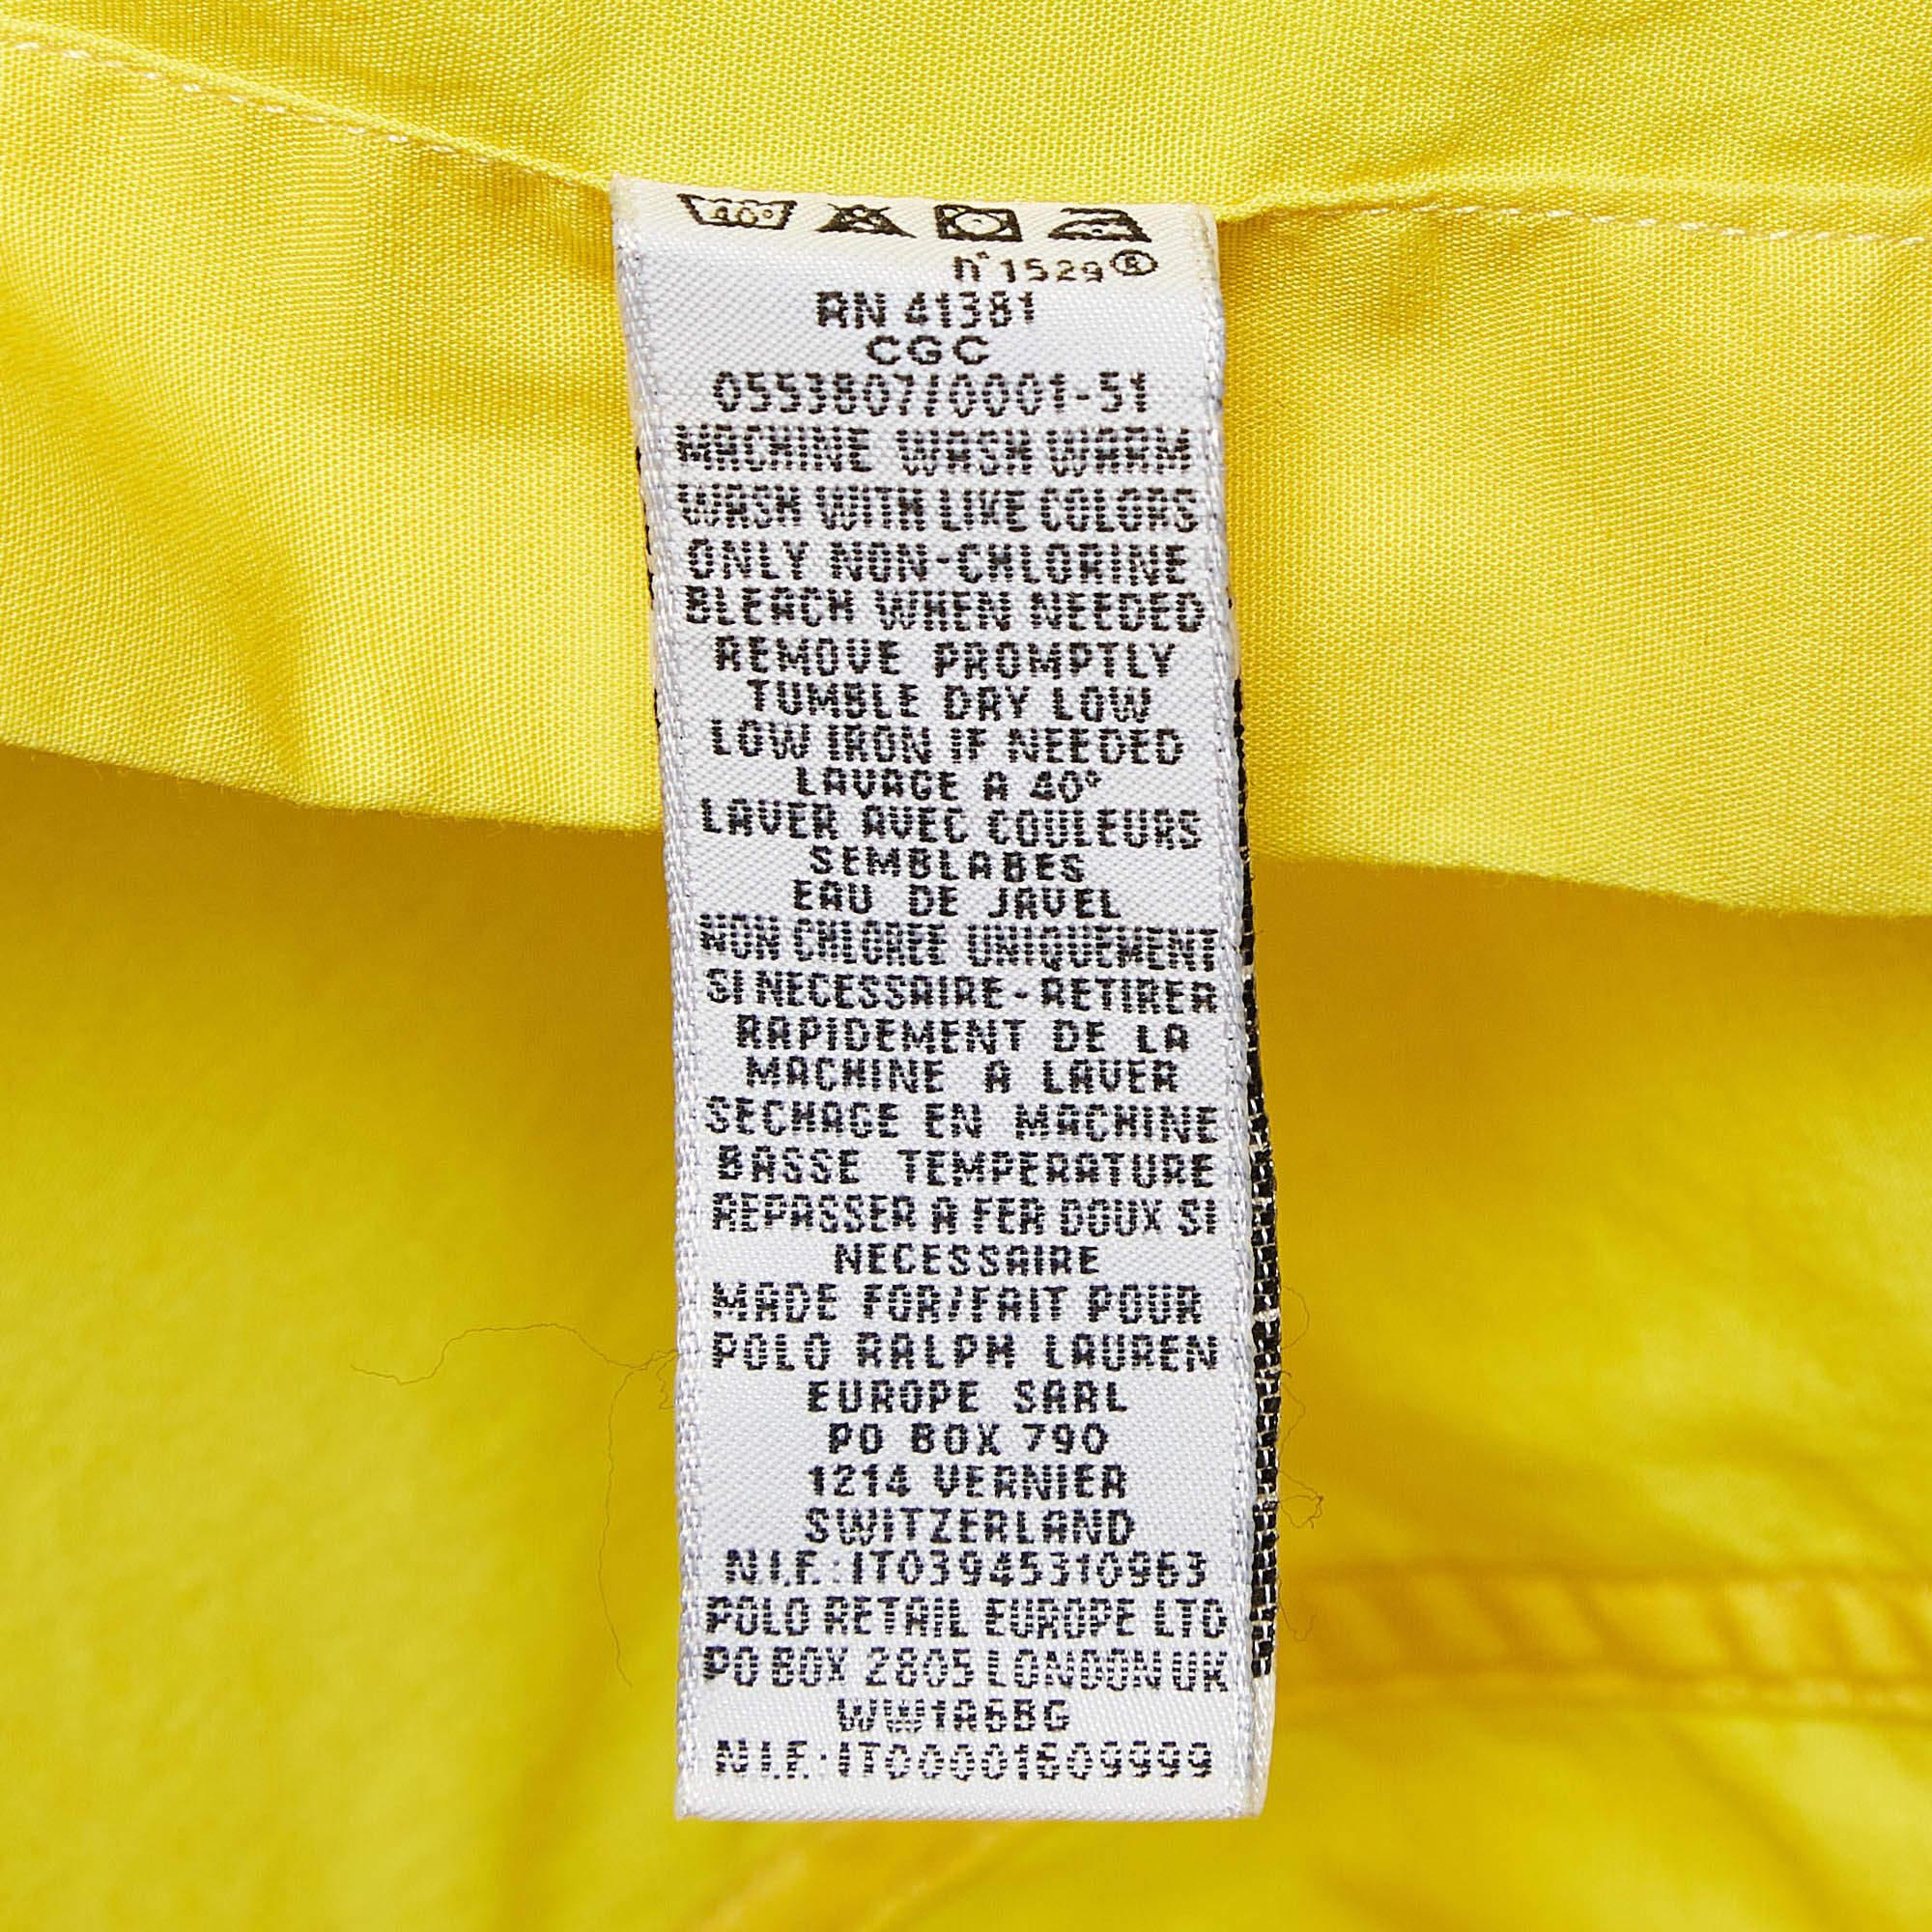 40°
n°1529®
RN 41381
CGC
0553807/0001-51
MACHINE WASH WARM
WASH WITH LIKE COLORS
ONLY NON-CHLORINE
BLEACH WHEN NEEDED
REMOVE PROMPTLY
TUMBLE DRY LOW
LOW IRON IF NEEDED
LAVAGE A 40°
LAVER AVEC COULEURS
SEMBLABES
EAU DE JAVEL
NON CHLOREE UNIQUEMENT
SI NECESSAIRE - RETIRER
RAPIDEMENT DE LA
MACHINE A LAVER
SECHAGE EN MACHINE
BASSE TEMPERATURE
REPASSER A FER DOUX SI
NECESSAIRE
MADE FOR/FAIT POUR
POLO RALPH LAUREN
EUROPE SARL
PO BOX 790
1214 VERNIER
SWITZERLAND
N.I.F.:IT03945310963
POLO RETAIL EUROPE LTD
PO BOX 2805 LONDON UK
WW1A6BG
N.I.F.:IT00001609999